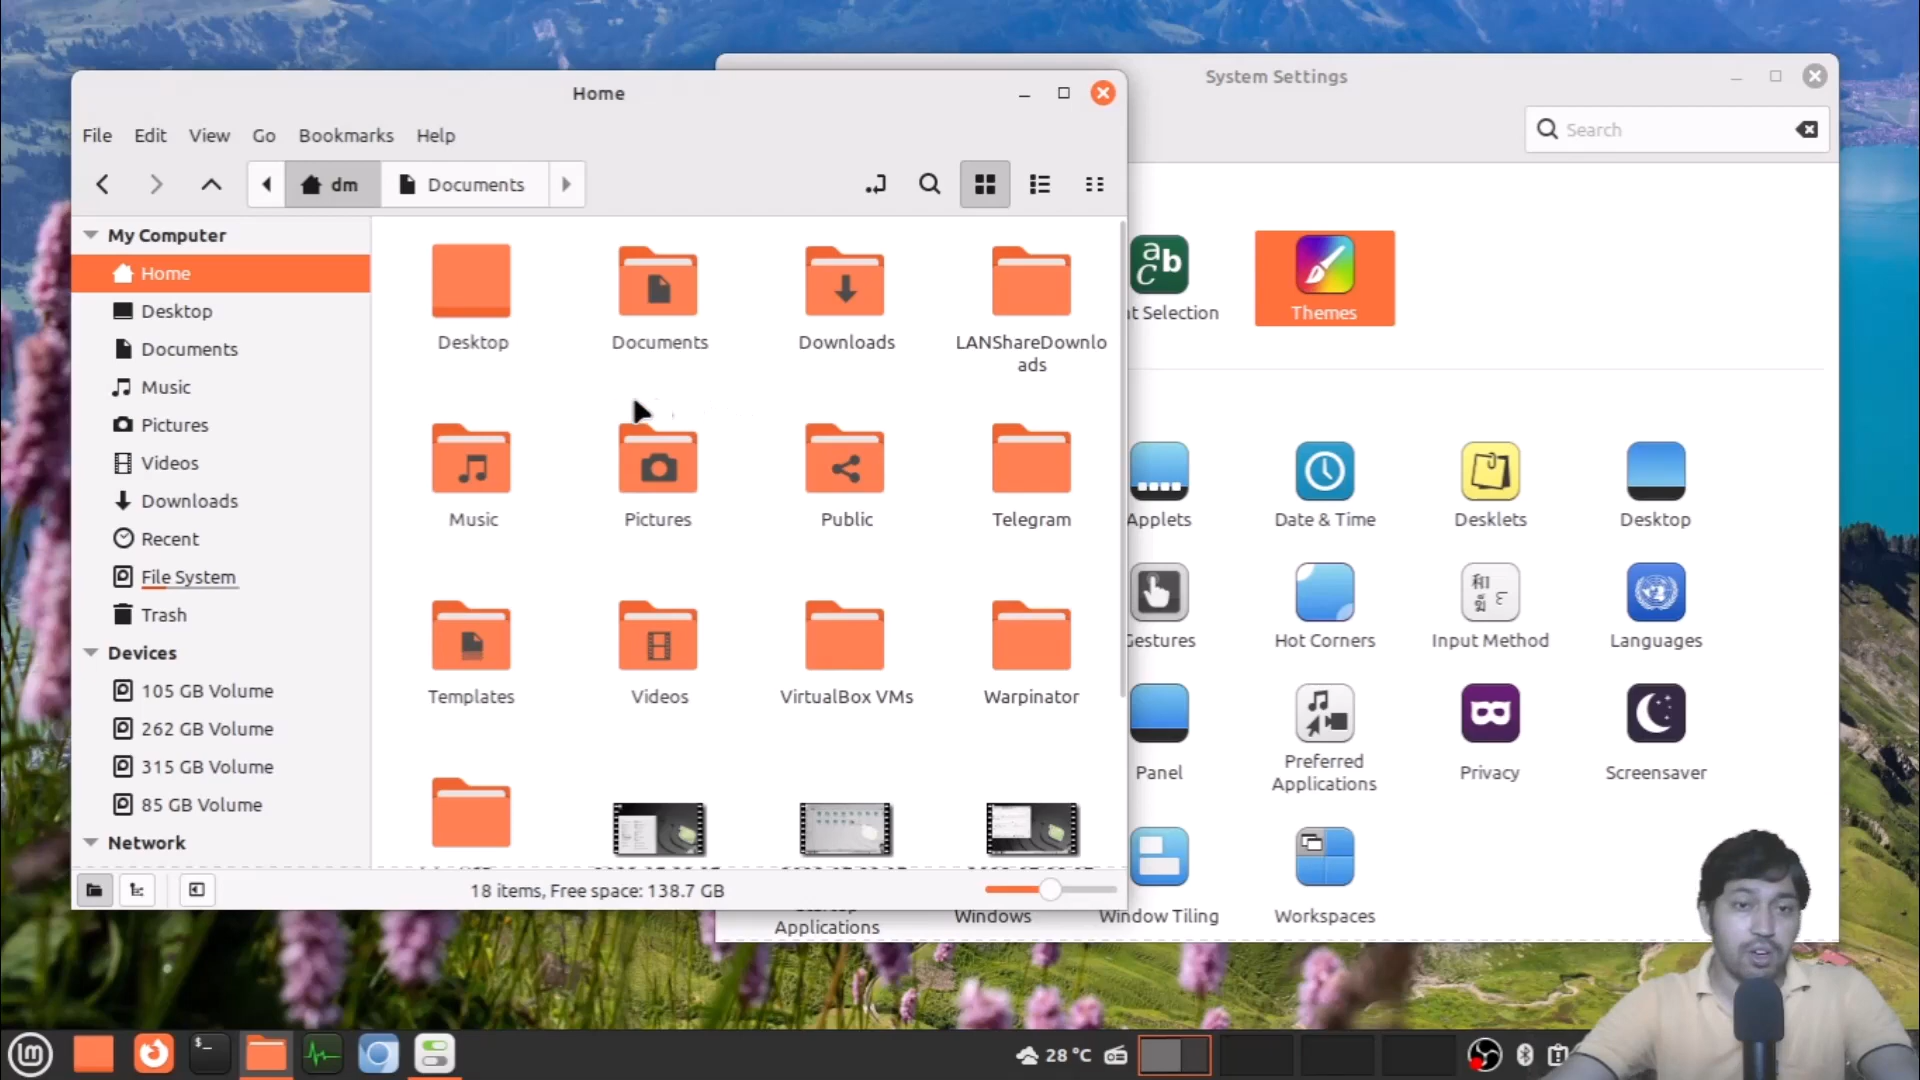 System Settings
Home
File Edit View Go Bookmarks Help
Search
dm Documents
My Computer
Home
Desktop
Documents
Music
Pictures
Videos
Downloads
Recent
File System
Trash
Devices
105 GB Volume
262 GB Volume
315 GB Volume
85 GB Volume
Network
Desktop Documents Downloads LANShareDownlo
ads
Music Pictures Public Telegram
Templates Videos VirtualBox VMs Warpinator
18 items, Free space: 138.7 GB
a b c
nt Selection Themes
Applets Date & Time Desklets Desktop
Gestures Hot Corners Input Method Languages
Panel Preferred
Applications Privacy Screensaver
Startup
Applications Windows Window Tiling Workspaces
$_
28 °C